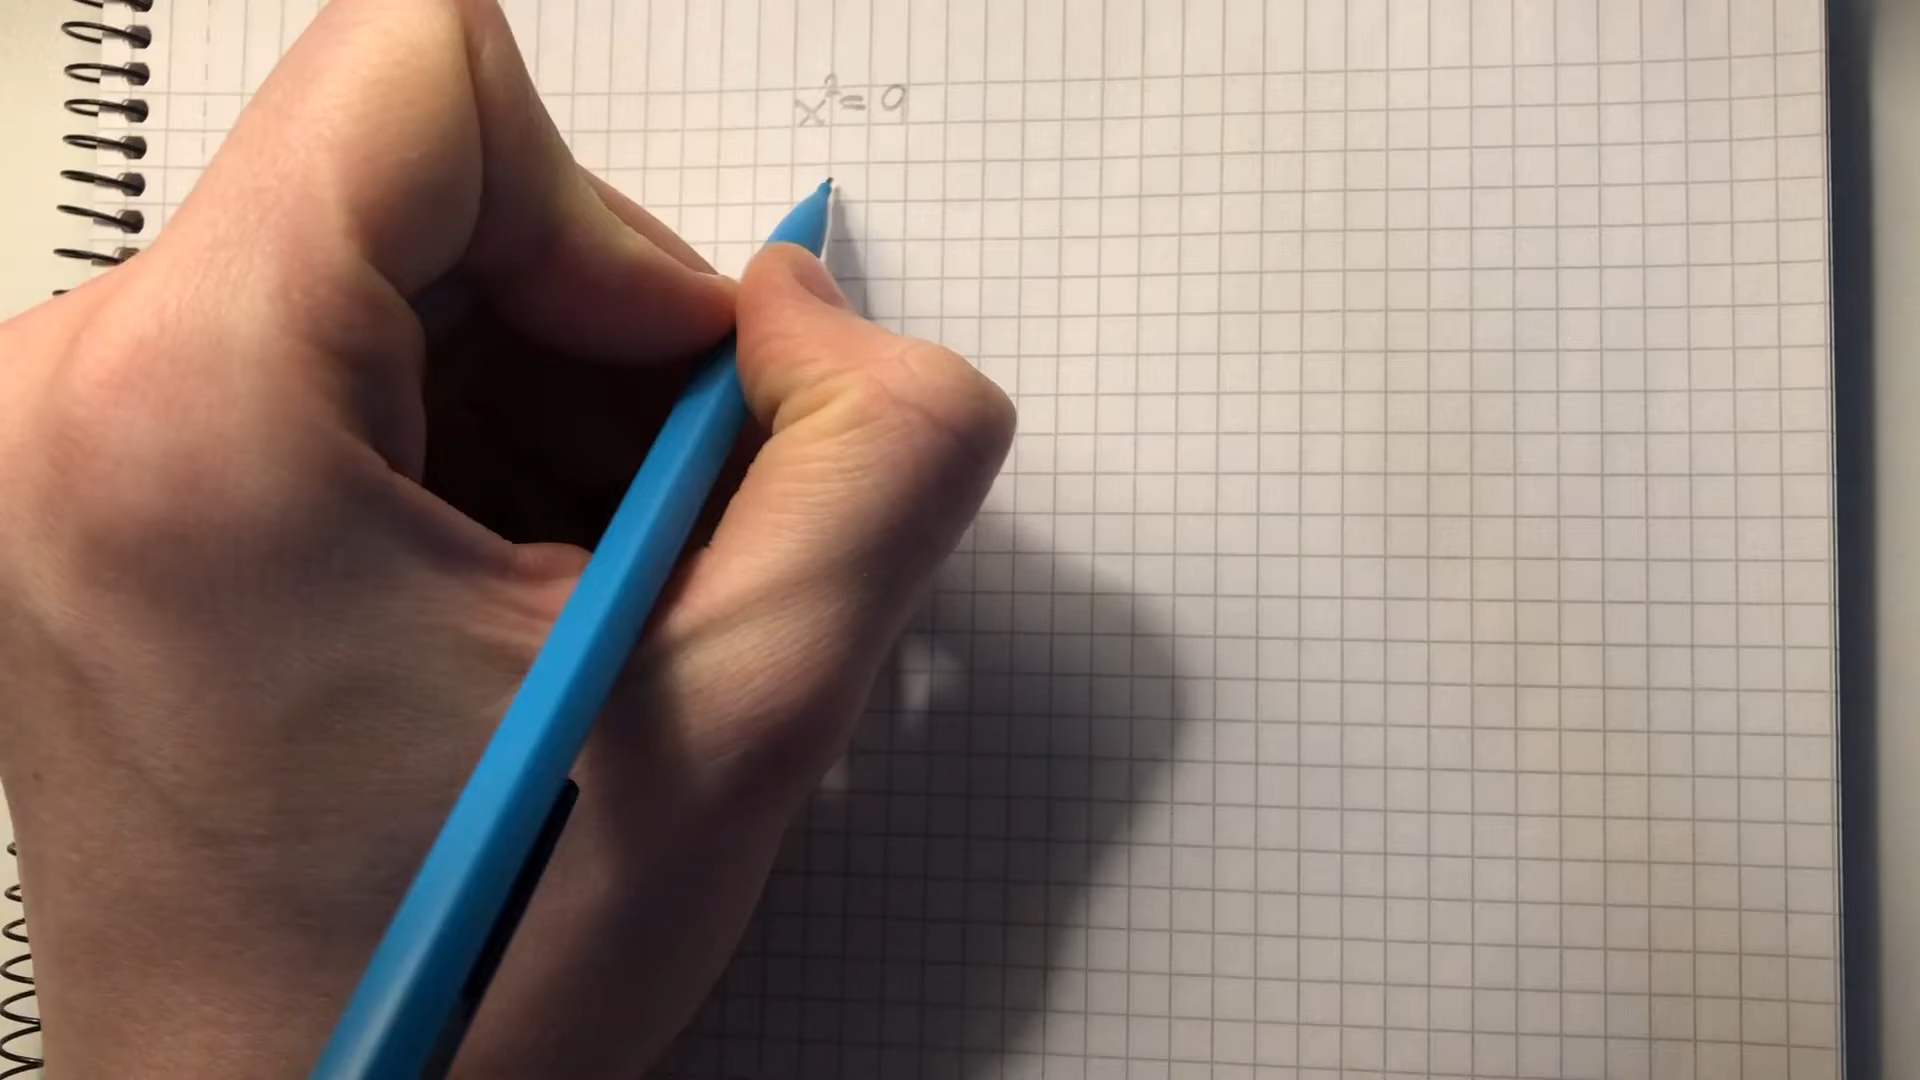 x² = 0